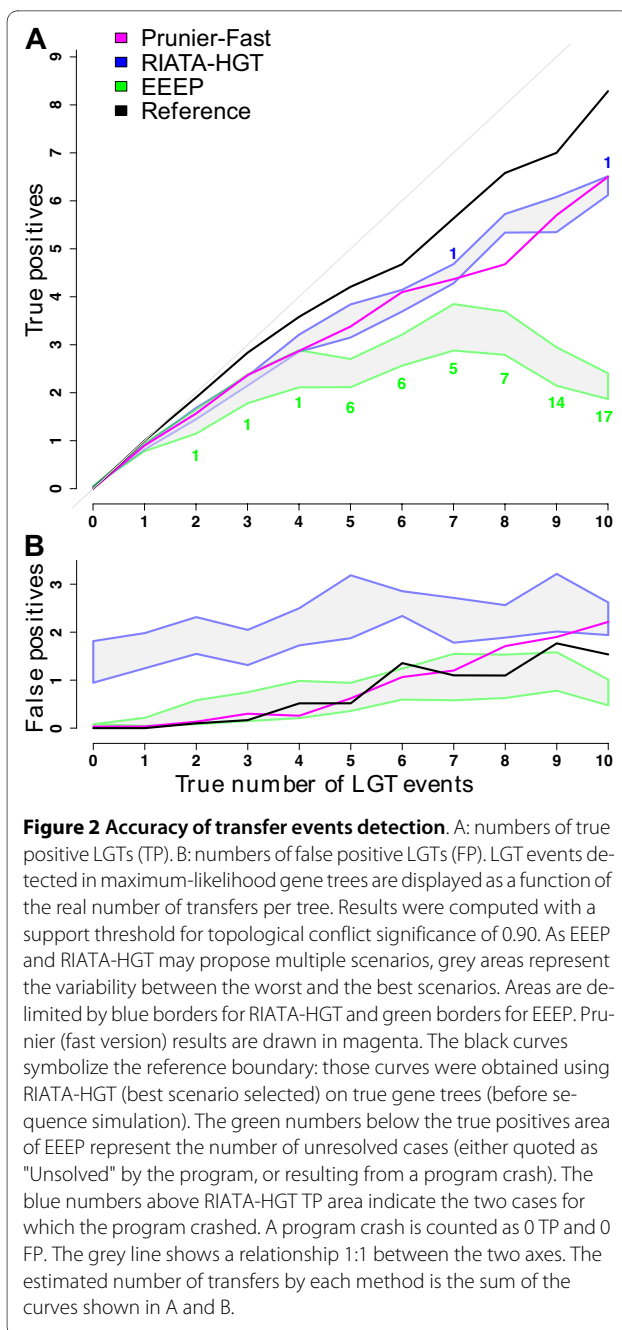 A
Prunier-Fast
RIATA-HGT
EEEP
Reference
True positives
9
8
7
6
5
4
3
2
1
0
1
1
1
1
1
6
6
5
7
14
17
0 1 2 3 4 5 6 7 8 9 10
B
False positives
3
2
1
0
0 1 2 3 4 5 6 7 8 9 10
True number of LGT events
Figure 2 Accuracy of transfer events detection. A: numbers of true
positive LGTs (TP). B: numbers of false positive LGTs (FP). LGT events de-
tected in maximum-likelihood gene trees are displayed as a function of
the real number of transfers per tree. Results were computed with a
support threshold for topological conflict significance of 0.90. As EEEP
and RIATA-HGT may propose multiple scenarios, grey areas represent
the variability between the worst and the best scenarios. Areas are de-
limited by blue borders for RIATA-HGT and green borders for EEEP. Pru-
nier (fast version) results are drawn in magenta. The black curves
symbolize the reference boundary: those curves were obtained using
RIATA-HGT (best scenario selected) on true gene trees (before se-
quence simulation). The green numbers below the true positives area
of EEEP represent the number of unresolved cases (either quoted as
"Unsolved" by the program, or resulting from a program crash). The
blue numbers above RIATA-HGT TP area indicate the two cases for
which the program crashed. A program crash is counted as 0 TP and 0
FP. The grey line shows a relationship 1:1 between the two axes. The
estimated number of transfers by each method is the sum of the
curves shown in A and B.